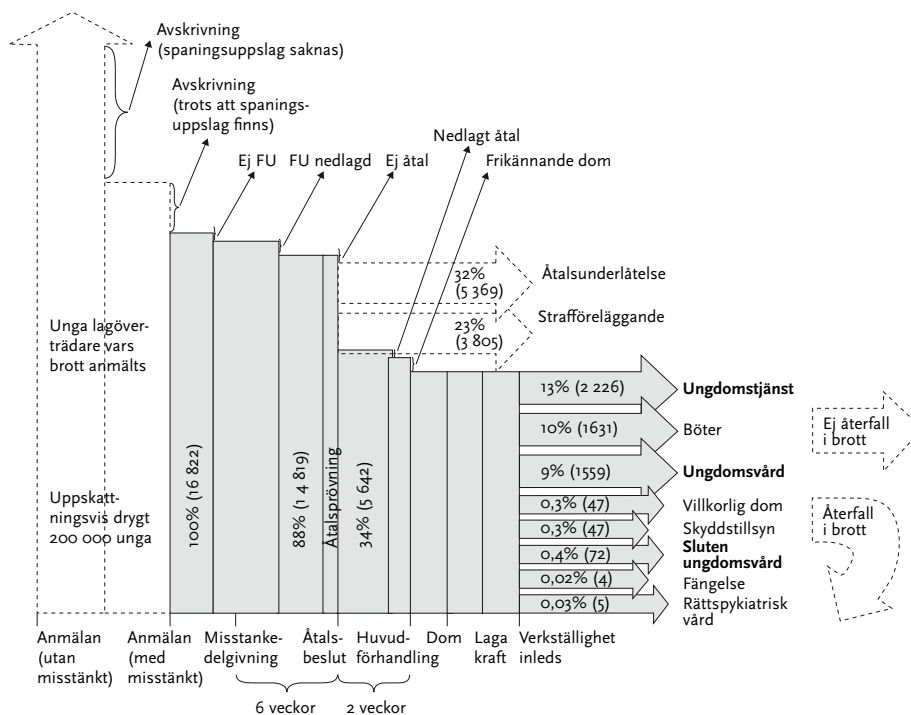 Avskrivning
(spaningsuppslag saknas)
Avskrivning
(trots att spanings-
uppslag finns)
Nedlagt åtal
Ej FU
FU nedlagd
Ej åtal
Frikännande dom
32%
(5 369)
Åtalsunderlåtelse
23%
(3 805)
Strafföreläggande
Unga lagöver-
trädare vars
brott anmälts
Uppskatt-
ningsvis drygt
200 000 unga
100% (16 822)
88% (1 4 819)
Åtalsprövning
34% (5 642)
13% (2 226)
Ungdomstjänst
10% (1631)
Böter
9% (1559)
Ungdomsvård
0,3% (47)
Villkorlig dom
0,3% (47)
Skyddstillsyn
0,4% (72)
Sluten
ungdomsvård
0,02% (4)
Fängelse
0,03% (5)
Rättspykiatrisk
vård
Ej återfall
i brott
Återfall
i brott
Anmälan
(utan
misstänkt)
Anmälan
(med
misstänkt)
Misstanke-
delgivning
Åtals-
beslut
Huvud-
förhandling
Dom
Laga
kraft
Verkställighet
inleds
6 veckor
2 veckor